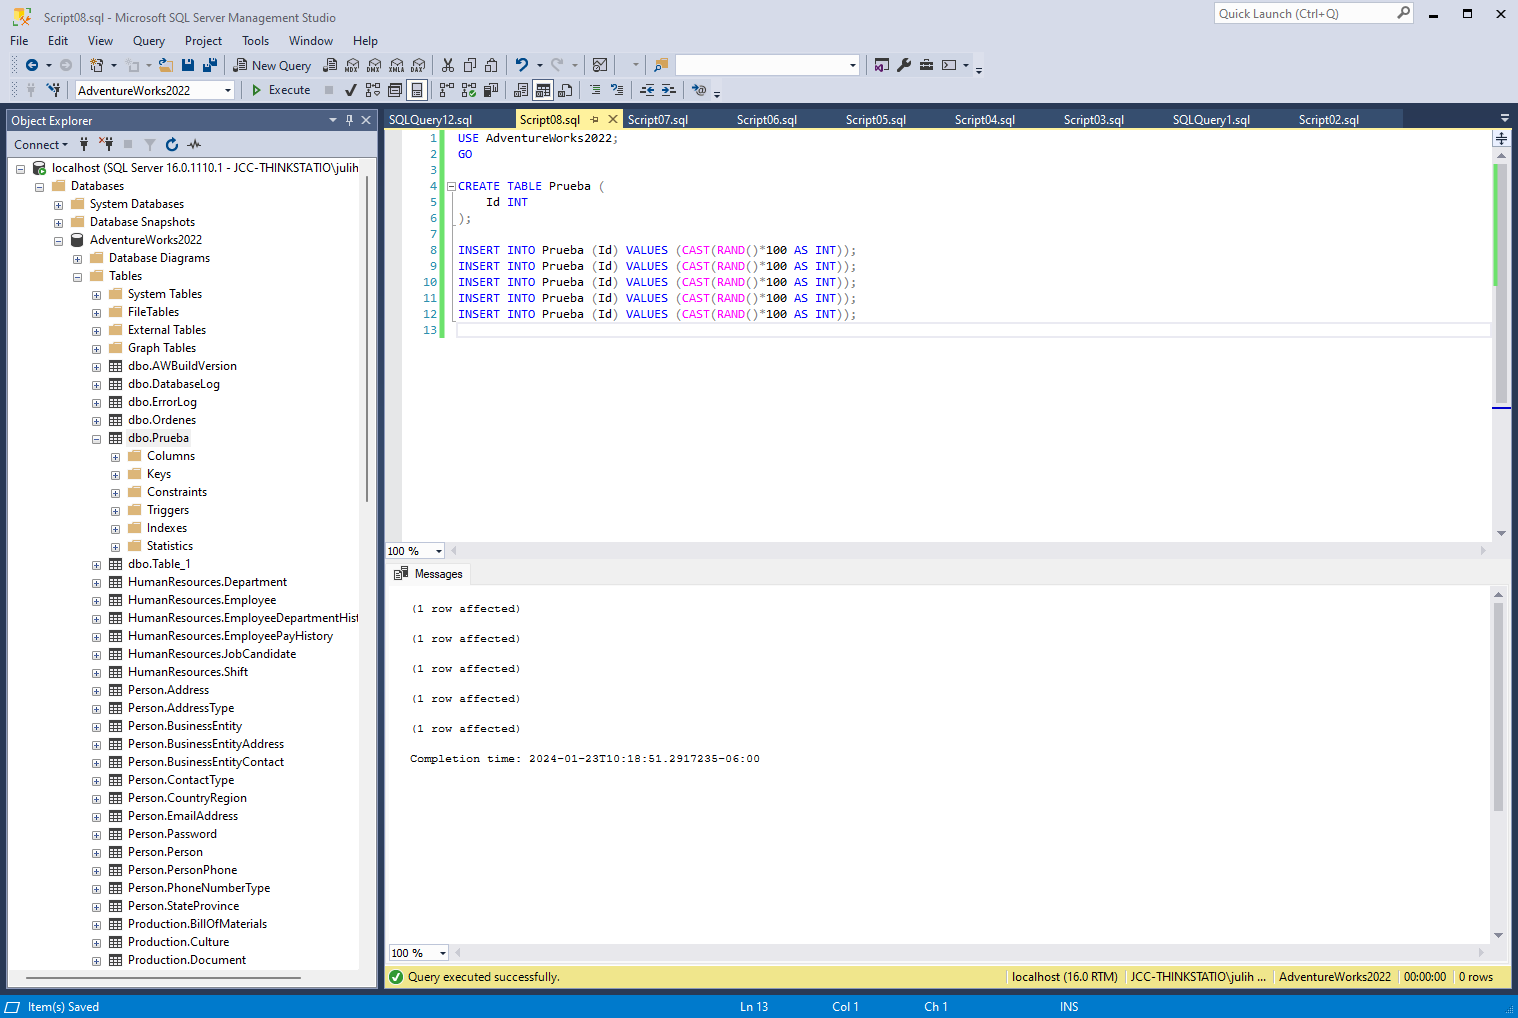 Script08.sql - Microsoft SQL Server Management Studio
Quick Launch (Ctrl+Q)
File Edit View Query Project Tools Window Help
New Query MDX DMX XMLA DAX
AdventureWorks2022 Execute
Object Explorer
Connect
localhost (SQL Server 16.0.1110.1 - JCC-THINKSTATIO\julih
Databases
System Databases
Database Snapshots
AdventureWorks2022
Database Diagrams
Tables
System Tables
FileTables
External Tables
Graph Tables
dbo.AWBuildVersion
dbo.DatabaseLog
dbo.ErrorLog
dbo.Ordenes
dbo.Prueba
Columns
Keys
Constraints
Triggers
Indexes
Statistics
dbo.Table_1
HumanResources.Department
HumanResources.Employee
HumanResources.EmployeeDepartmentHist
HumanResources.EmployeePayHistory
HumanResources.JobCandidate
HumanResources.Shift
Person.Address
Person.AddressType
Person.BusinessEntity
Person.BusinessEntityAddress
Person.BusinessEntityContact
Person.ContactType
Person.CountryRegion
Person.EmailAddress
Person.Password
Person.Person
Person.PersonPhone
Person.PhoneNumberType
Person.StateProvince
Production.BillOfMaterials
Production.Culture
Production.Document
SQLQuery12.sql Script08.sql Script07.sql Script06.sql Script05.sql Script04.sql Script03.sql SQLQuery1.sql Script02.sql
1 USE AdventureWorks2022;
2 GO
3
4 CREATE TABLE Prueba (
5 Id INT
6 );
7
8 INSERT INTO Prueba (Id) VALUES (CAST(RAND()*100 AS INT));
9 INSERT INTO Prueba (Id) VALUES (CAST(RAND()*100 AS INT));
10 INSERT INTO Prueba (Id) VALUES (CAST(RAND()*100 AS INT));
11 INSERT INTO Prueba (Id) VALUES (CAST(RAND()*100 AS INT));
12 INSERT INTO Prueba (Id) VALUES (CAST(RAND()*100 AS INT));
13
100 %
Messages
(1 row affected)
(1 row affected)
(1 row affected)
(1 row affected)
(1 row affected)
Completion time: 2024-01-23T10:18:51.2917235-06:00
100 %
Query executed successfully. localhost (16.0 RTM) JCC-THINKSTATIO\julih ... AdventureWorks2022 00:00:00 0 rows
Item(s) Saved Ln 13 Col 1 Ch 1 INS